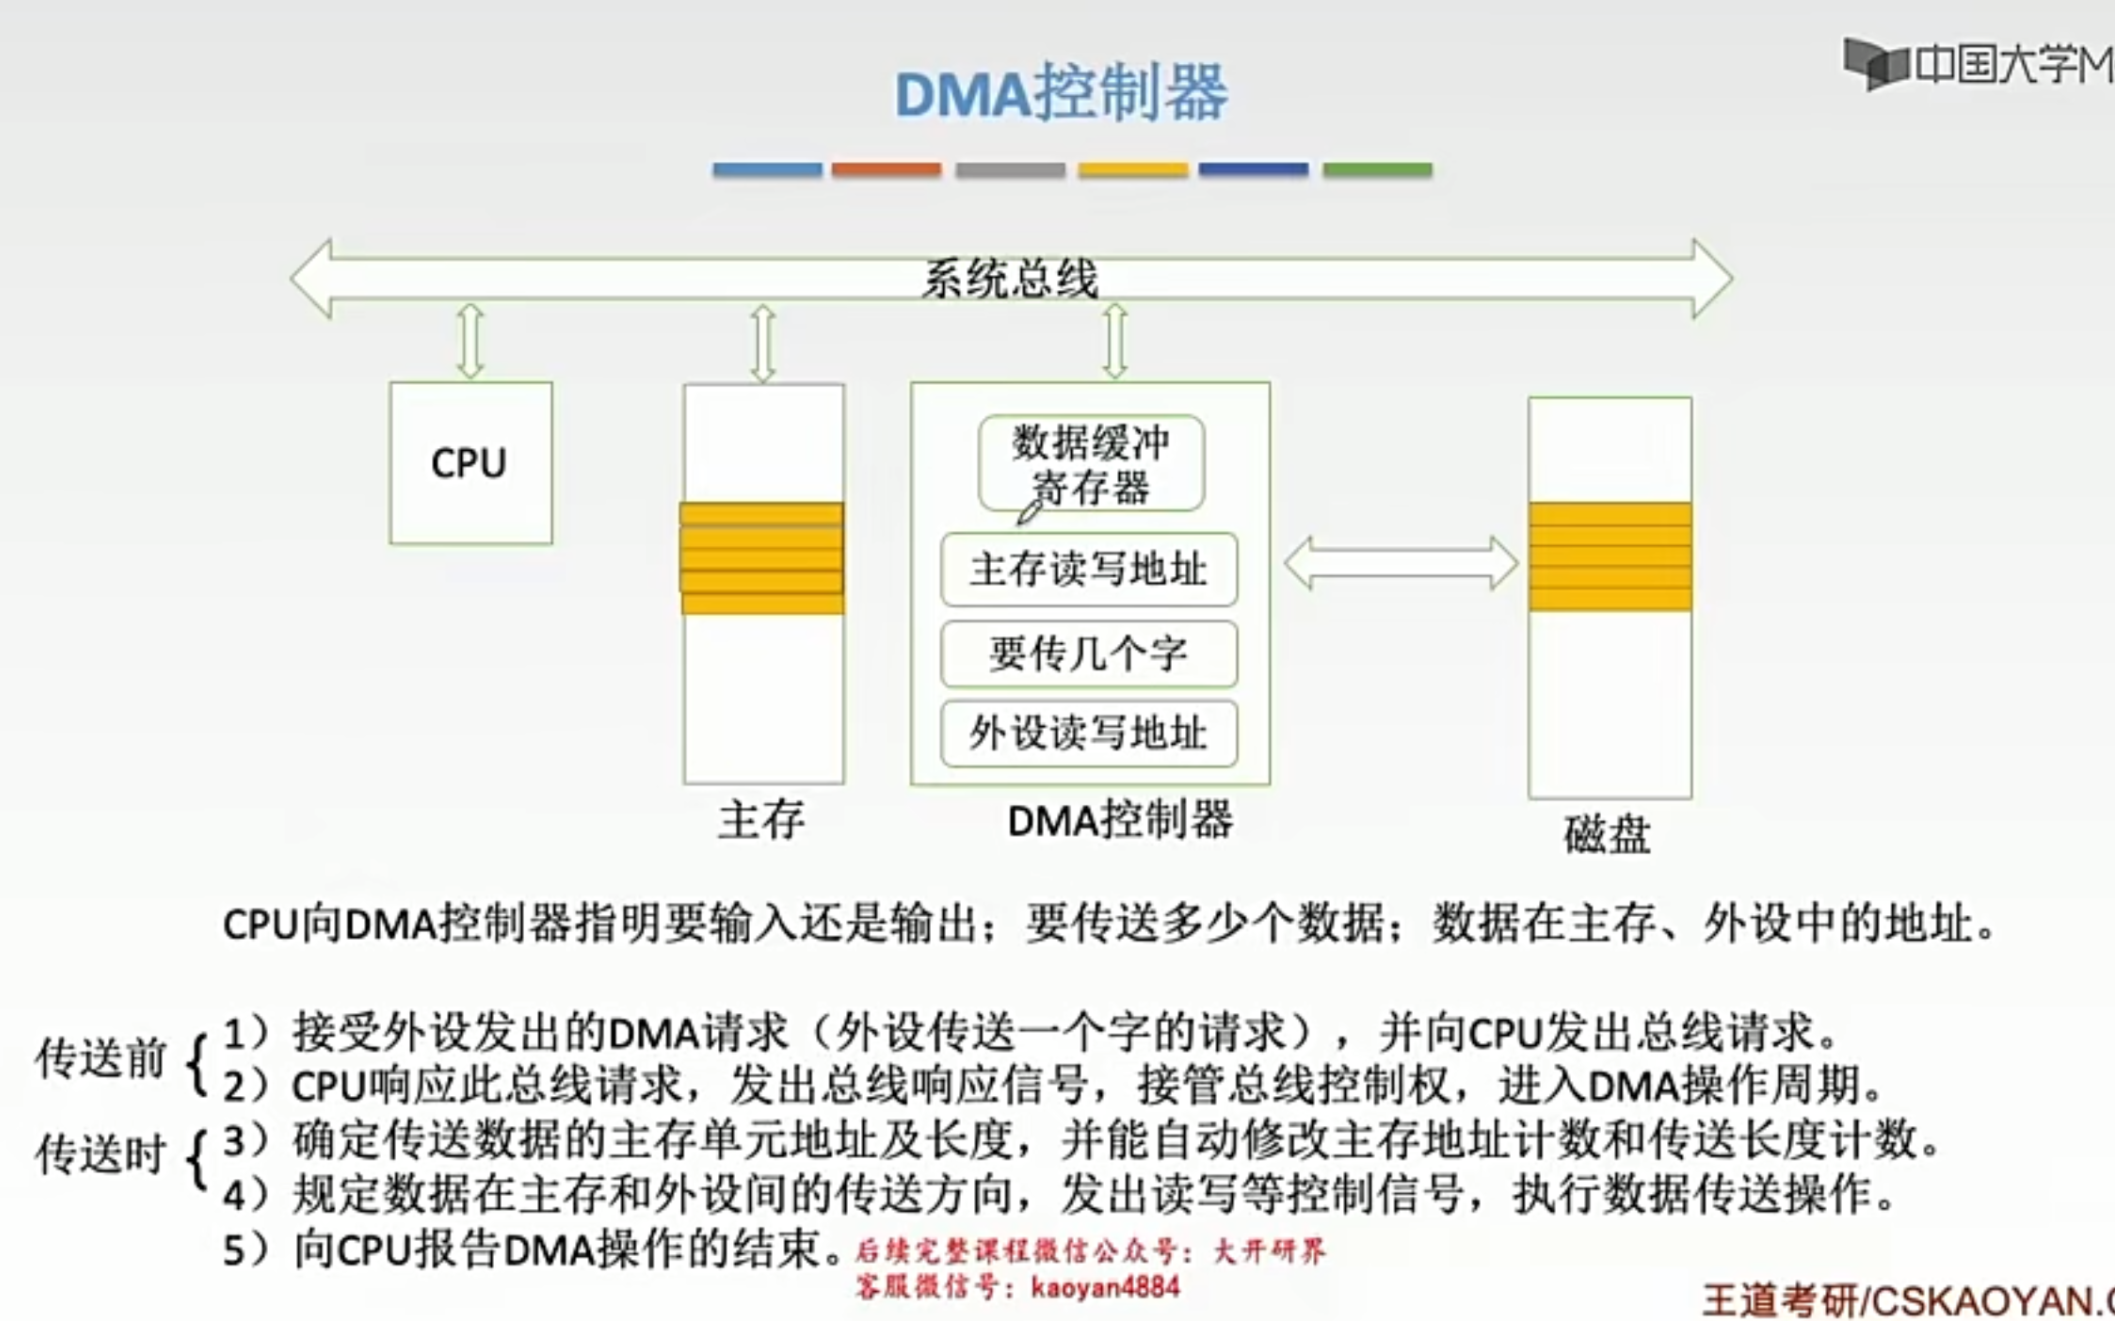 DMA控制器
中国大学M
系统总线
CPU
数据缓冲
寄存器
主存读写地址
要传几个字
外设读写地址
主存
DMA控制器
磁盘
CPU向DMA控制器指明要输入还是输出；要传送多少个数据；数据在主存、外设中的地址。
传送前
1）接受外设发出的DMA请求（外设传送一个字的请求），并向CPU发出总线请求。
2）CPU响应此总线请求，发出总线响应信号，接管总线控制权，进入DMA操作周期。
传送时
3）确定传送数据的主存单元地址及长度，并能自动修改主存地址计数和传送长度计数。
4）规定数据在主存和外设间的传送方向，发出读写等控制信号，执行数据传送操作。
5）向CPU报告DMA操作的结束。
后续完整课程微信公众号：大开研界
客服微信号：kaoyan4884
王道考研/CSKAOYAN.